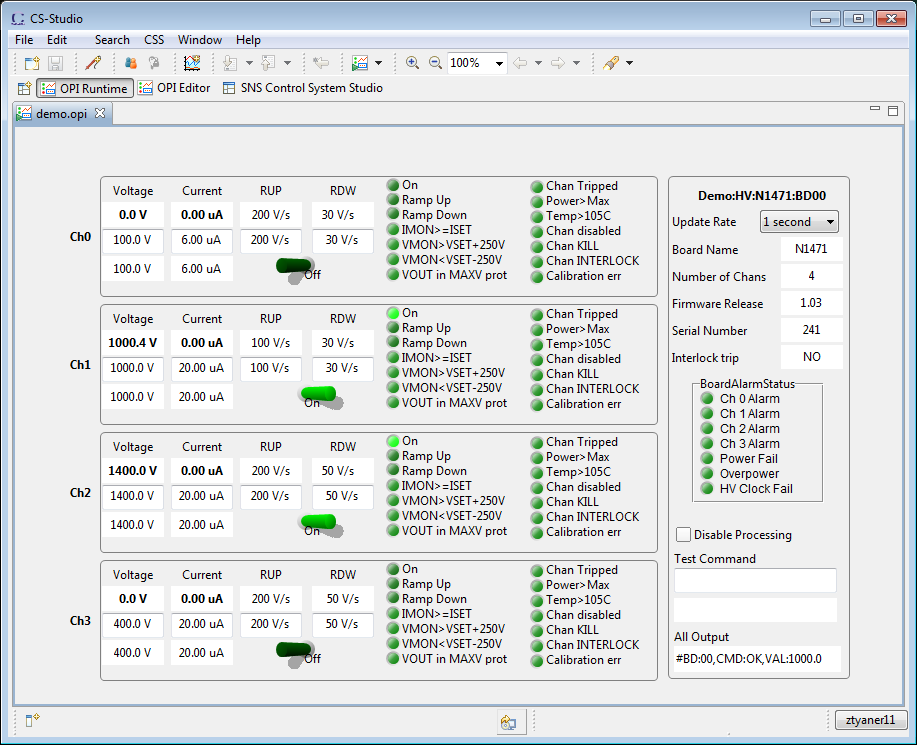 CS-Studio
File Edit Search CSS Window Help
100%
OPI Runtime OPI Editor SNS Control System Studio
demo.opi
Ch0
Voltage Current RUP RDW
0.0 V 0.00 uA 200 V/s 30 V/s
100.0 V 6.00 uA 200 V/s 30 V/s
100.0 V 6.00 uA Off
On
Ramp Up
Ramp Down
IMON>=ISET
VMON>VSET+250V
VMON<VSET-250V
VOUT in MAXV prot
Chan Tripped
Power>Max
Temp>105C
Chan disabled
Chan KILL
Chan INTERLOCK
Calibration err
Ch1
Voltage Current RUP RDW
1000.4 V 0.00 uA 100 V/s 30 V/s
1000.0 V 20.00 uA 100 V/s 30 V/s
1000.0 V 20.00 uA On
On
Ramp Up
Ramp Down
IMON>=ISET
VMON>VSET+250V
VMON<VSET-250V
VOUT in MAXV prot
Chan Tripped
Power>Max
Temp>105C
Chan disabled
Chan KILL
Chan INTERLOCK
Calibration err
Ch2
Voltage Current RUP RDW
1400.0 V 0.00 uA 200 V/s 50 V/s
1400.0 V 20.00 uA 200 V/s 50 V/s
1400.0 V 20.00 uA On
On
Ramp Up
Ramp Down
IMON>=ISET
VMON>VSET+250V
VMON<VSET-250V
VOUT in MAXV prot
Chan Tripped
Power>Max
Temp>105C
Chan disabled
Chan KILL
Chan INTERLOCK
Calibration err
Ch3
Voltage Current RUP RDW
0.0 V 0.00 uA 200 V/s 50 V/s
400.0 V 20.00 uA 200 V/s 50 V/s
400.0 V 20.00 uA Off
On
Ramp Up
Ramp Down
IMON>=ISET
VMON>VSET+250V
VMON<VSET-250V
VOUT in MAXV prot
Chan Tripped
Power>Max
Temp>105C
Chan disabled
Chan KILL
Chan INTERLOCK
Calibration err
Demo:HV:N1471:BD00
Update Rate 1 second
Board Name N1471
Number of Chans 4
Firmware Release 1.03
Serial Number 241
Interlock trip NO
BoardAlarmStatus
Ch 0 Alarm
Ch 1 Alarm
Ch 2 Alarm
Ch 3 Alarm
Power Fail
Overpower
HV Clock Fail
Disable Processing
Test Command
All Output
#BD:00,CMD:OK,VAL:1000.0
ztyaner11